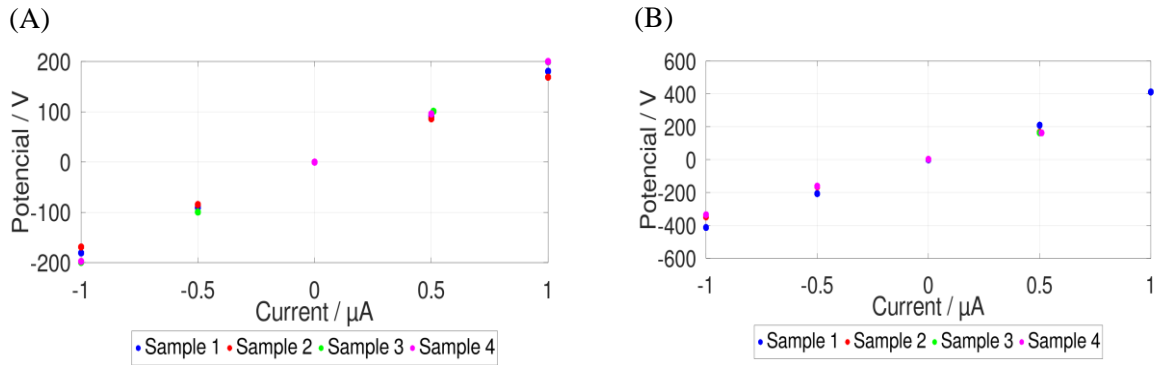 (A)
Potencial / V
200
100
0
-100
-200
-1 -0.5 0 0.5 1
Current / µA
Sample 1 Sample 2 Sample 3 Sample 4
(B)
Potencial / V
600
400
200
0
-200
-400
-600
-1 -0.5 0 0.5 1
Current / µA
Sample 1 Sample 2 Sample 3 Sample 4